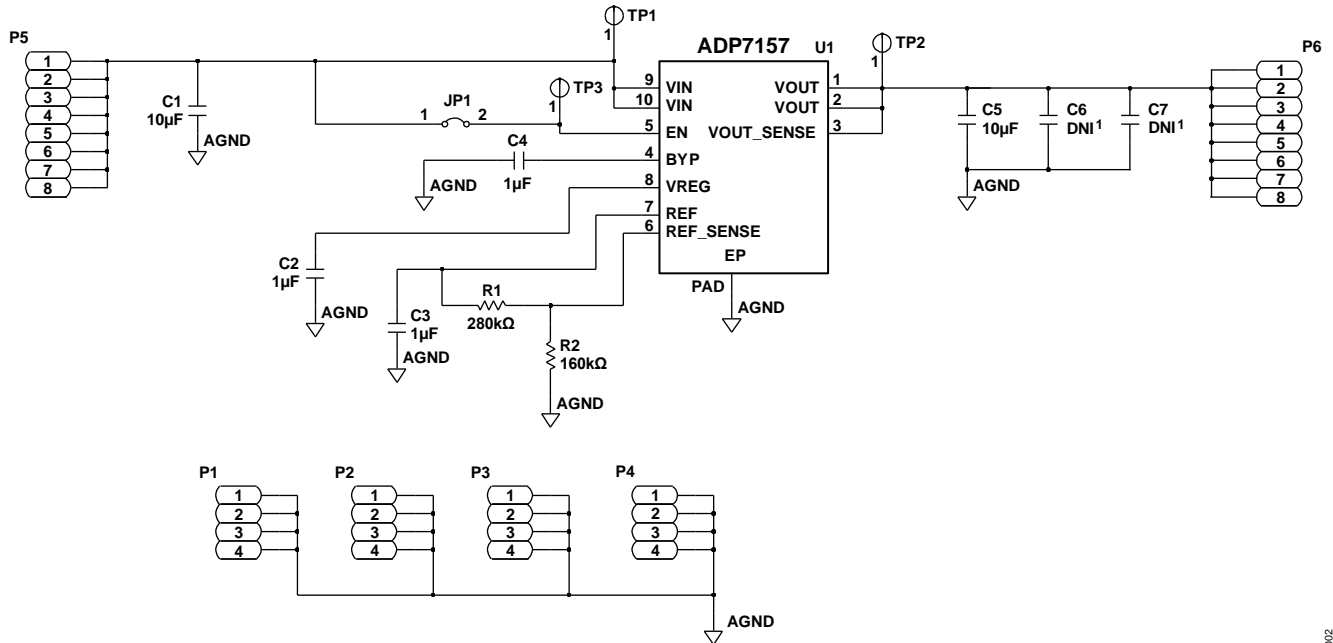 TP1
1
P5
1
2
3
4
5
6
7
8
C1
10µF
AGND
JP1
1 2
TP3
1
C4
1µF
AGND
C2
1µF
AGND
C3
1µF
AGND
R1
280kΩ
R2
160kΩ
AGND
ADP7157
U1
9 VIN
10 VIN
5 EN
4 BYP
8 VREG
7 REF
6 REF_SENSE
VOUT 1
VOUT 2
VOUT_SENSE 3
EP
PAD
AGND
TP2
1
C5
10µF
C6
DNI1
C7
DNI1
AGND
P6
1
2
3
4
5
6
7
8
P1
1
2
3
4
P2
1
2
3
4
P3
1
2
3
4
P4
1
2
3
4
AGND
002